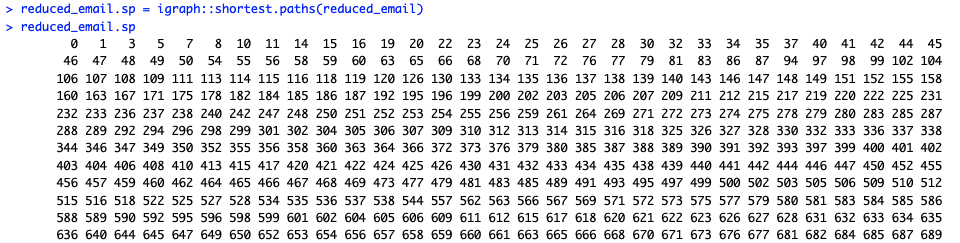 > reduced_email.sp = igraph::shortest.paths(reduced_email)
> reduced_email.sp
0 1 3 5 7 8 10 11 14 15 16 19 20 22 23 24 25 26 27 28 30 32 33 34 35 37 40 41 42 44 45
46 47 48 49 50 54 55 56 58 59 60 63 65 66 68 70 71 72 76 77 79 81 83 86 87 94 97 98 99 102 104
106 107 108 109 111 113 114 115 116 118 119 120 126 130 133 134 135 136 137 138 139 140 143 146 147 148 149 151 152 155 158
160 163 167 171 175 178 182 184 185 186 187 192 195 196 199 200 202 203 205 206 207 209 211 212 215 217 219 220 222 225 231
232 233 236 237 238 240 242 247 248 250 251 252 253 254 255 256 259 261 264 269 271 272 273 274 275 278 279 280 283 285 287
288 289 292 294 296 298 299 301 302 304 305 306 307 309 310 312 313 314 315 316 318 325 326 327 328 330 332 333 336 337 338
344 346 347 349 350 352 355 356 358 360 363 364 366 372 373 375 376 379 380 385 387 388 389 390 391 392 393 397 399 400 401 402
403 404 406 408 410 413 415 417 420 421 422 424 425 426 430 431 432 433 434 435 438 439 440 441 442 444 446 447 450 452 455
456 457 459 460 462 464 465 466 467 468 469 473 477 479 481 483 485 489 491 493 495 497 499 500 502 503 505 506 509 510 512
515 516 518 522 525 527 528 534 535 536 537 538 544 557 562 563 566 567 569 571 572 573 575 577 579 580 581 583 584 585 586
588 589 590 592 595 596 598 599 601 602 604 605 606 609 611 612 615 617 618 620 621 622 623 626 627 628 631 632 633 634 635
636 640 644 645 647 649 650 652 653 654 656 657 658 659 660 661 663 665 666 668 670 671 673 676 677 681 682 684 685 687 689